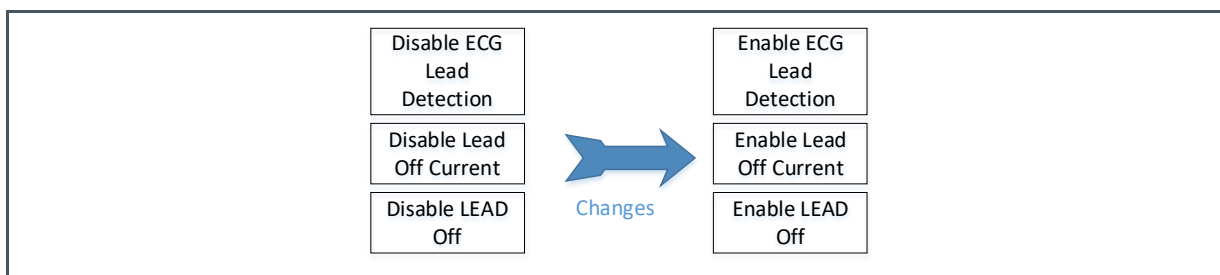 Disable ECG
Lead
Detection
Disable Lead
Off Current
Disable LEAD
Off
Changes
Enable ECG
Lead
Detection
Enable Lead
Off Current
Enable LEAD
Off